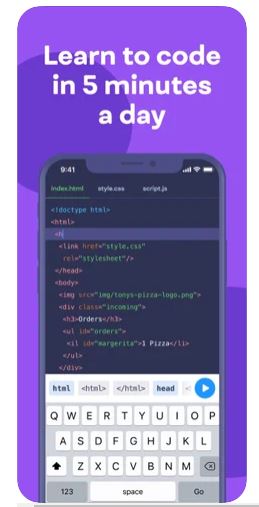 Learn to code
in 5 minutes
a day
9:41
index.html style.css script.js
<!doctype html>
<html>
<h
<link href="style.css"
rel="stylesheet"/>
</head>
<body>
<img src="img/tonys-pizza-logo.png">
<div class="incoming">
<h3>Orders</h3>
<ul id="orders">
<il id="margerita">1 Pizza</li>
</ul>
</div>
html <html> </html> head <
Q W E R T Y U I O P
A S D F G H J K L
Z X C V B N M
123 space Go